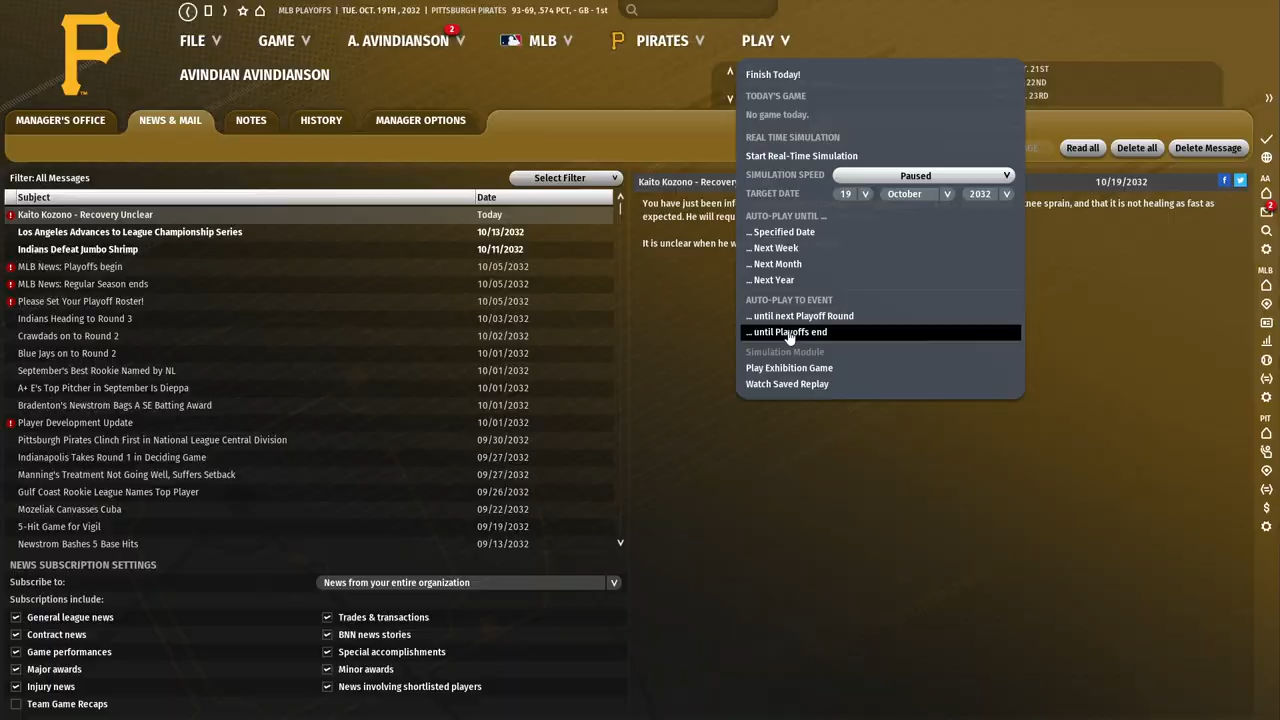 MLB PLAYOFFS | TUE. OCT. 19TH, 2032 | PITTSBURGH PIRATES 93-69, .574 PCT, - GB - 1st
FILE GAME A. AVINDIANSON 2 MLB PIRATES PLAY
AVINDIAN AVINDIANSON
MANAGER'S OFFICE NEWS & MAIL NOTES HISTORY MANAGER OPTIONS
. 21ST
22ND
. 23RD
Read all Delete all Delete Message
Filter: All Messages Select Filter
Subject Date
Kaito Kozono - Recovery Unclear Today
Los Angeles Advances to League Championship Series 10/13/2032
Indians Defeat Jumbo Shrimp 10/11/2032
MLB News: Playoffs begin 10/05/2032
MLB News: Regular Season ends 10/05/2032
Please Set Your Playoff Roster! 10/05/2032
Indians Heading to Round 3 10/03/2032
Crawdads on to Round 2 10/02/2032
Blue Jays on to Round 2 10/01/2032
September's Best Rookie Named by NL 10/01/2032
A+ E's Top Pitcher in September Is Dieppa 10/01/2032
Bradenton's Newstrom Bags A SE Batting Award 10/01/2032
Player Development Update 10/01/2032
Pittsburgh Pirates Clinch First in National League Central Division 09/30/2032
Indianapolis Takes Round 1 in Deciding Game 09/27/2032
Manning's Treatment Not Going Well, Suffers Setback 09/27/2032
Gulf Coast Rookie League Names Top Player 09/26/2032
Mozeliak Canvasses Cuba 09/22/2032
5-Hit Game for Vigil 09/19/2032
Newstrom Bashes 5 Base Hits 09/13/2032
NEWS SUBSCRIPTION SETTINGS
Subscribe to: News from your entire organization
Subscriptions include:
General league news Trades & transactions
Contract news BNN news stories
Game performances Special accomplishments
Major awards Minor awards
Injury news News involving shortlisted players
Team Game Recaps
Kaito Kozono - Recovery 10/19/2032
You have just been inf nee sprain, and that it is not healing as fast as
expected. He will requ
It is unclear when he w
Finish Today!
TODAY'S GAME
No game today.
REAL TIME SIMULATION
Start Real-Time Simulation
SIMULATION SPEED Paused
TARGET DATE 19 October 2032
AUTO-PLAY UNTIL ...
... Specified Date
... Next Week
... Next Month
... Next Year
AUTO-PLAY TO EVENT
... until next Playoff Round
... until Playoffs end
Simulation Module
Play Exhibition Game
Watch Saved Replay
AA
2
MLB
PIT